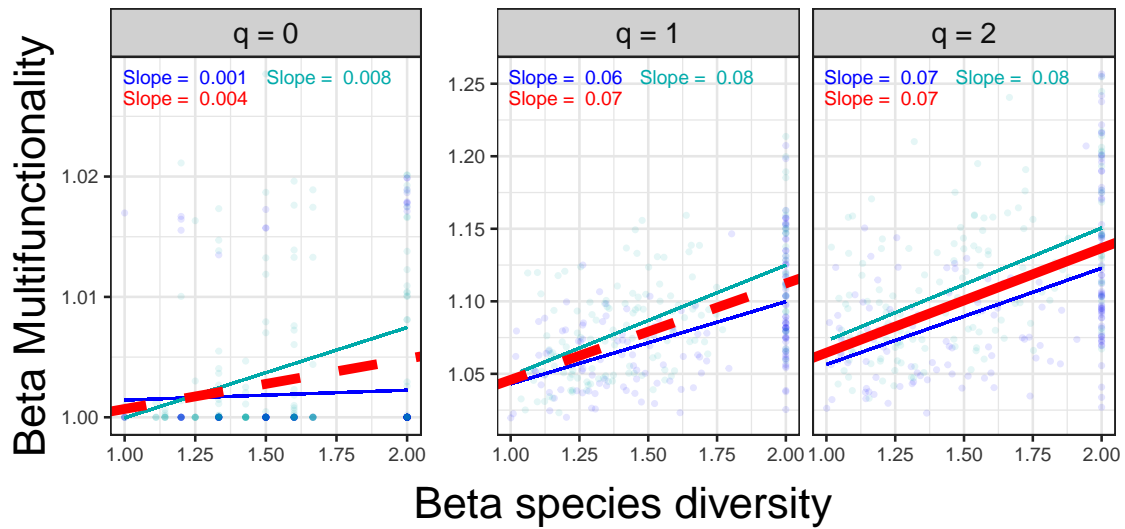 q = 0
q = 1
q = 2
Slope = 0.001 Slope = 0.008
Slope = 0.004
Slope = 0.06 Slope = 0.08
Slope = 0.07
Slope = 0.07 Slope = 0.08
Slope = 0.07
Beta Multifunctionality
1.02
1.01
1.00
1.25
1.20
1.15
1.10
1.05
1.00 1.25 1.50 1.75 2.00
1.00 1.25 1.50 1.75 2.00
1.00 1.25 1.50 1.75 2.00
Beta species diversity